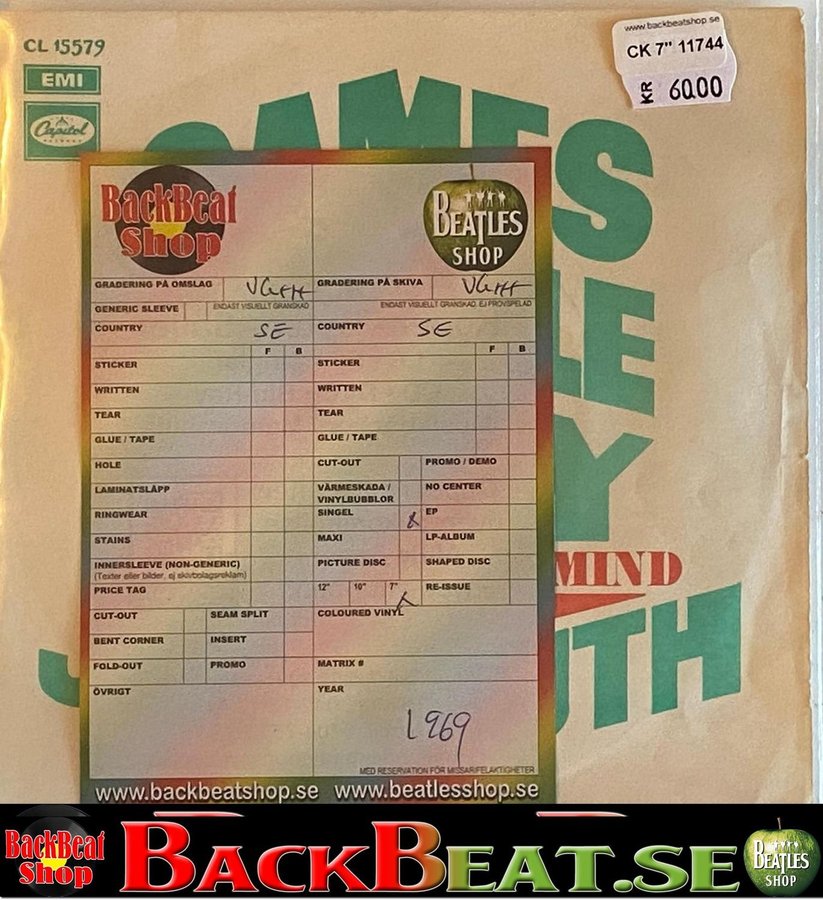 CL 15579
EMI
Capitol
www.backbeatshop.se
CK 7" 11744
KR 60.00
GAMES
LE
Y
MIND
UTH
BackBeat
Shop
BEATLES
SHOP
GRADERING PÅ OMSLAG VG++ GRADERING PÅ SKIVA VG++
GENERIC SLEEVE ENDAST VISUELLT GRANSKAD ENDAST VISUELLT GRANSKAD, EJ PROVSPELAD
COUNTRY SE COUNTRY SE
F B F B
STICKER STICKER
WRITTEN WRITTEN
TEAR TEAR
GLUE / TAPE GLUE / TAPE
HOLE CUT-OUT PROMO / DEMO
LAMINATSLÄPP VÄRMESKADA / NO CENTER
VINYLBUBBLOR
RINGWEAR SINGEL X EP
STAINS MAXI LP-ALBUM
INNERSLEEVE (NON-GENERIC) PICTURE DISC SHAPED DISC
(Texter eller bilder, ej skivbolagsreklam)
PRICE TAG 12" 10" 7" X RE-ISSUE
CUT-OUT SEAM SPLIT COLOURED VINYL
BENT CORNER INSERT
FOLD-OUT PROMO MATRIX #
ÖVRIGT YEAR
1969
MED RESERVATION FÖR MISSAR/FELAKTIGHETER
www.backbeatshop.se www.beatlesshop.se
BackBeat
Shop
BACKBEAT.SE
BEATLES
SHOP